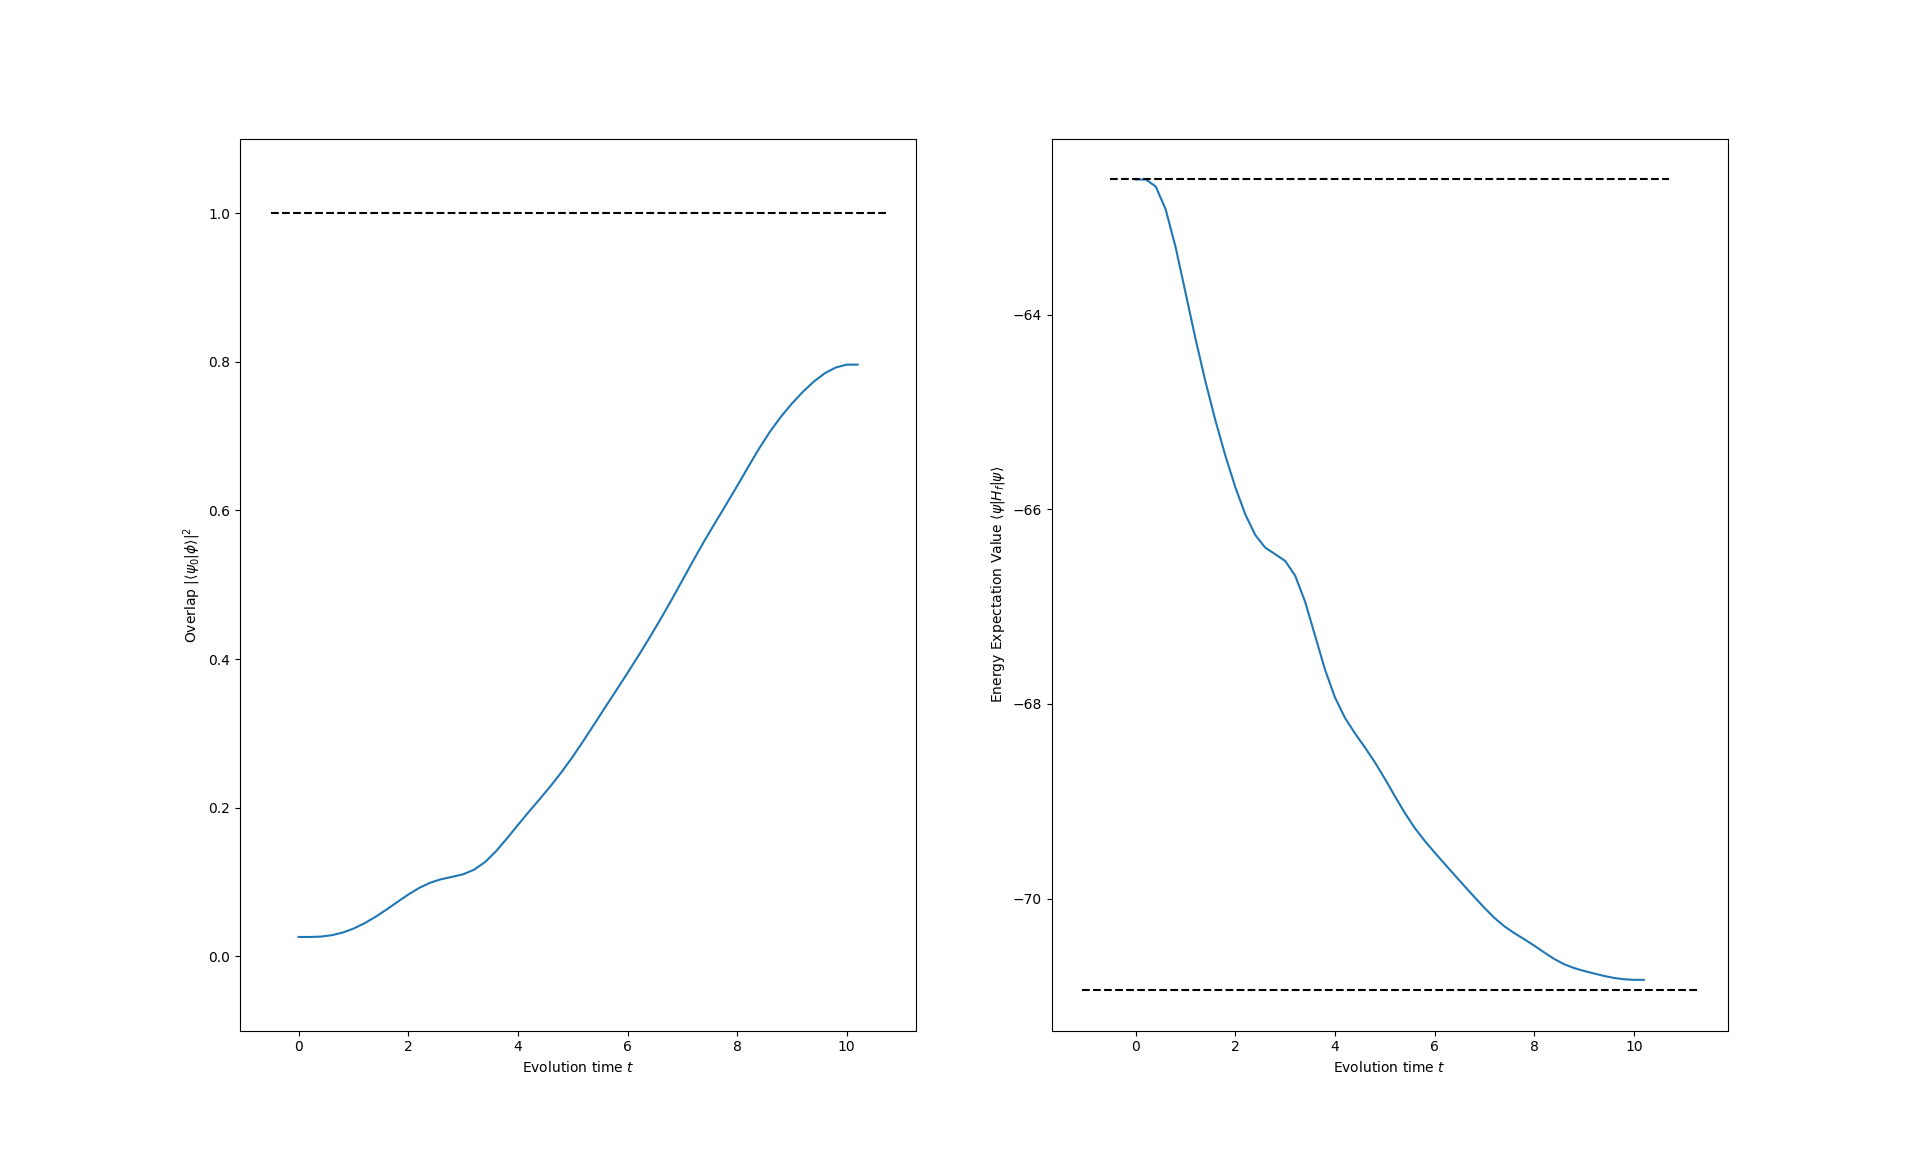 Overlap |⟨ψ₀|ϕ⟩|²
1.0
0.8
0.6
0.4
0.2
0.0
0 2 4 6 8 10
Evolution time t
Energy Expectation Value ⟨ψ|H_f|ψ⟩
−64
−66
−68
−70
0 2 4 6 8 10
Evolution time t